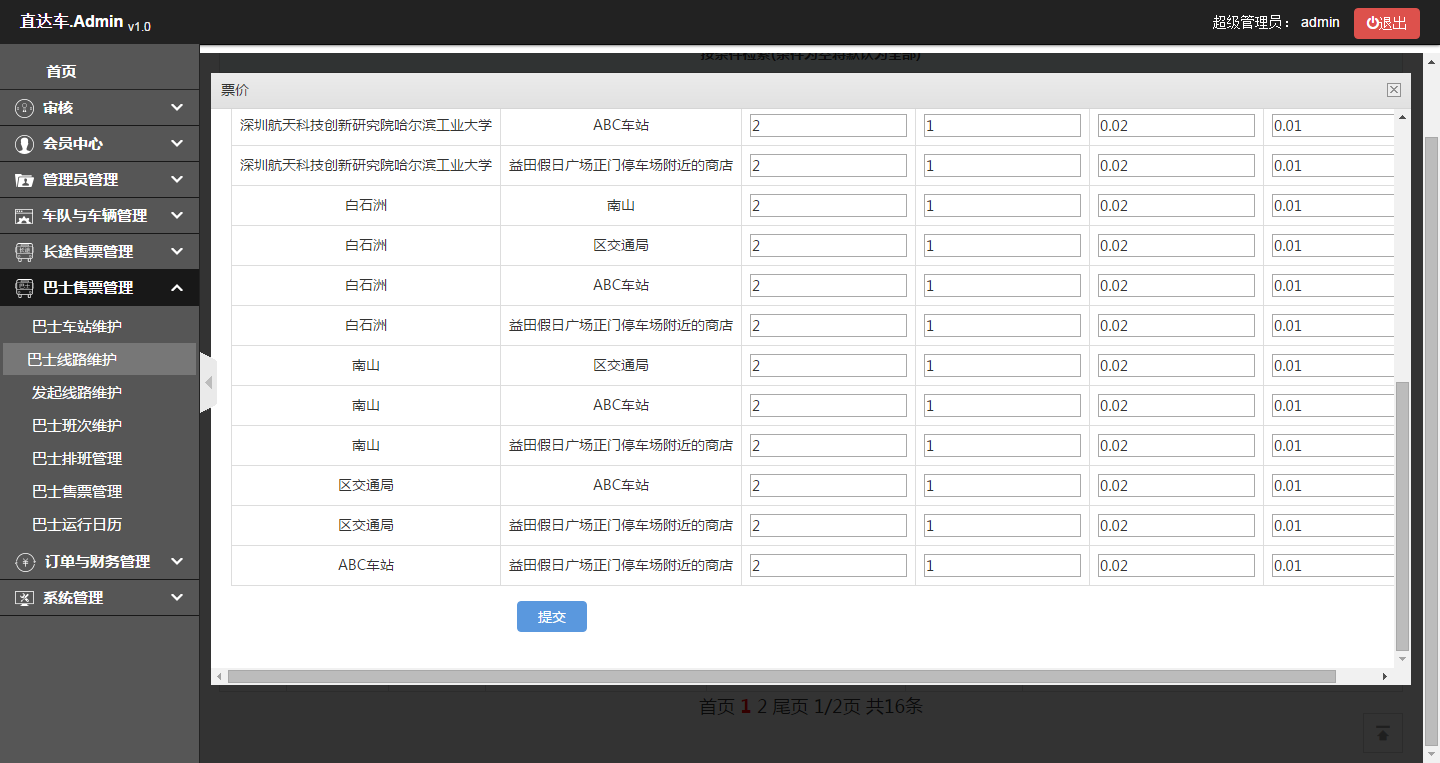 直达车.Admin v1.0
超级管理员： admin
退出
首页
审核
会员中心
管理员管理
车队与车辆管理
长途售票管理
巴士售票管理
巴士车站维护
巴士线路维护
发起线路维护
巴士班次维护
巴士排班管理
巴士售票管理
巴士运行日历
订单与财务管理
系统管理
按条件检索(条件为空将默认为全部)
票价
深圳航天科技创新研究院哈尔滨工业大学 ABC车站 2 1 0.02 0.01
深圳航天科技创新研究院哈尔滨工业大学 益田假日广场正门停车场附近的商店 2 1 0.02 0.01
白石洲 南山 2 1 0.02 0.01
白石洲 区交通局 2 1 0.02 0.01
白石洲 ABC车站 2 1 0.02 0.01
白石洲 益田假日广场正门停车场附近的商店 2 1 0.02 0.01
南山 区交通局 2 1 0.02 0.01
南山 ABC车站 2 1 0.02 0.01
南山 益田假日广场正门停车场附近的商店 2 1 0.02 0.01
区交通局 ABC车站 2 1 0.02 0.01
区交通局 益田假日广场正门停车场附近的商店 2 1 0.02 0.01
ABC车站 益田假日广场正门停车场附近的商店 2 1 0.02 0.01
提交
首页 1 2 尾页 1/2页 共16条